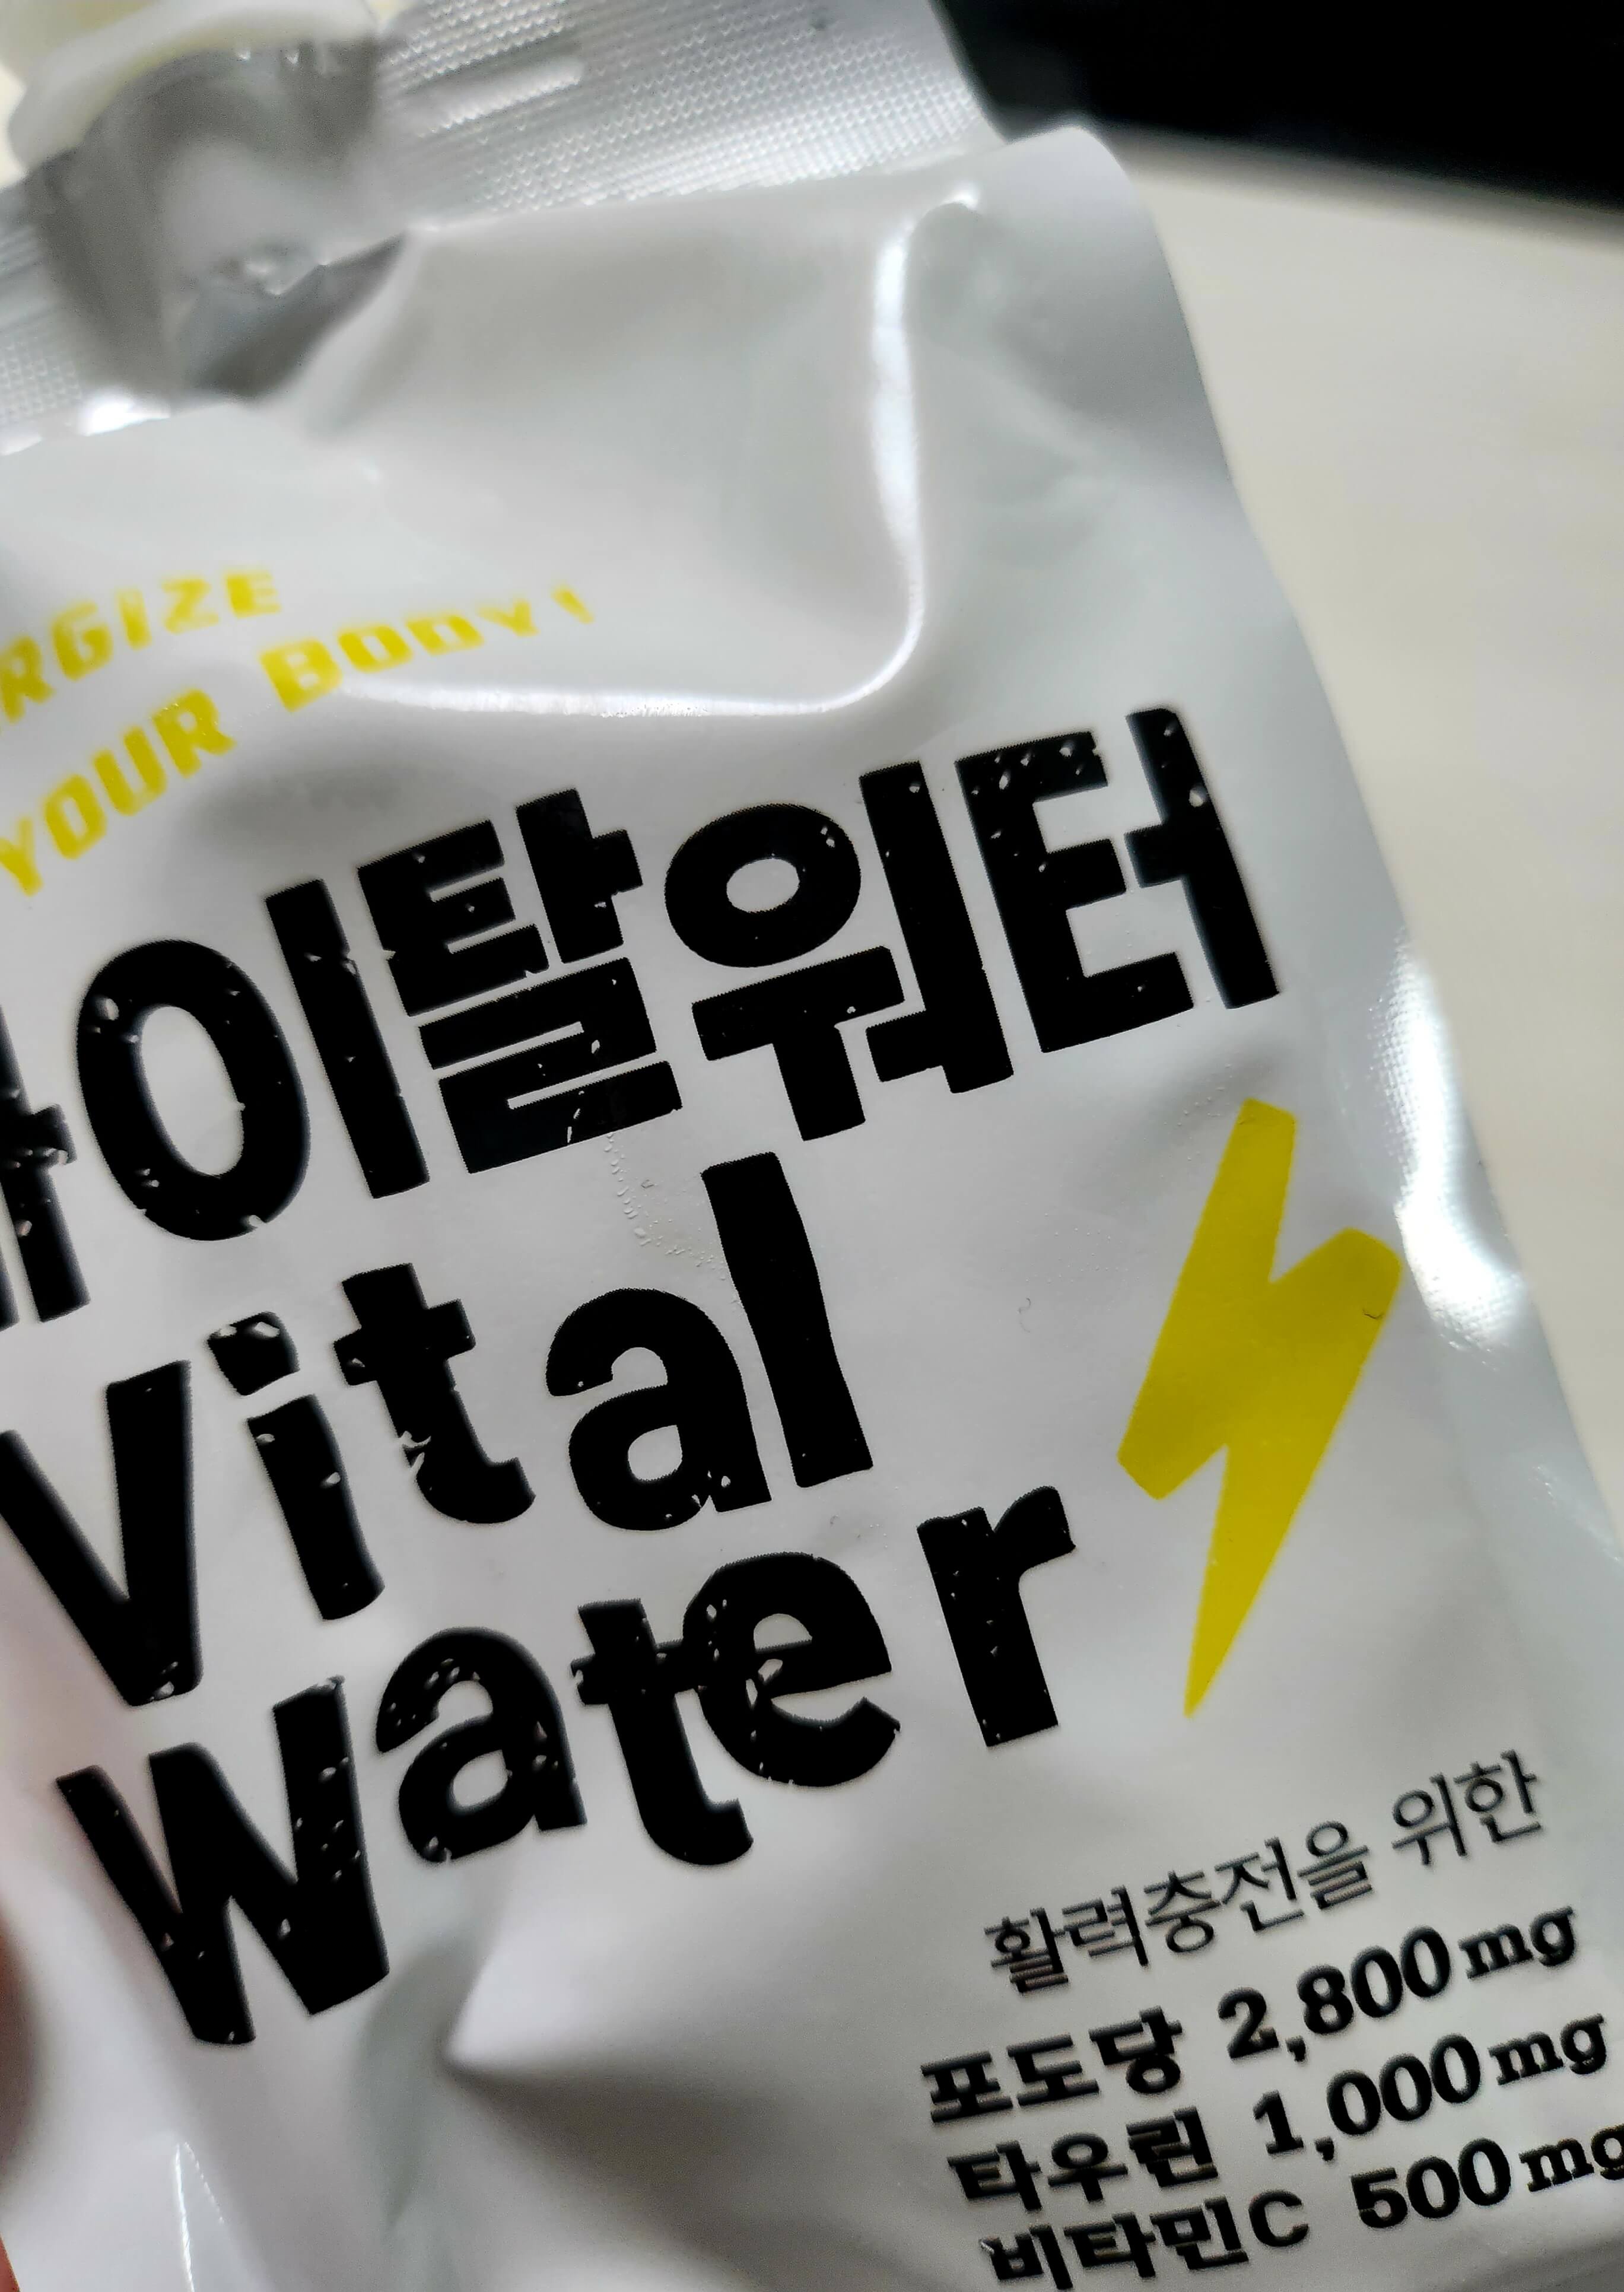 RGIZE
YOUR BODY!
이탈워터
Vital
Water
활력충전을 위한
포도당 2,800mg
타우린 1,000mg
비타민C 500mg